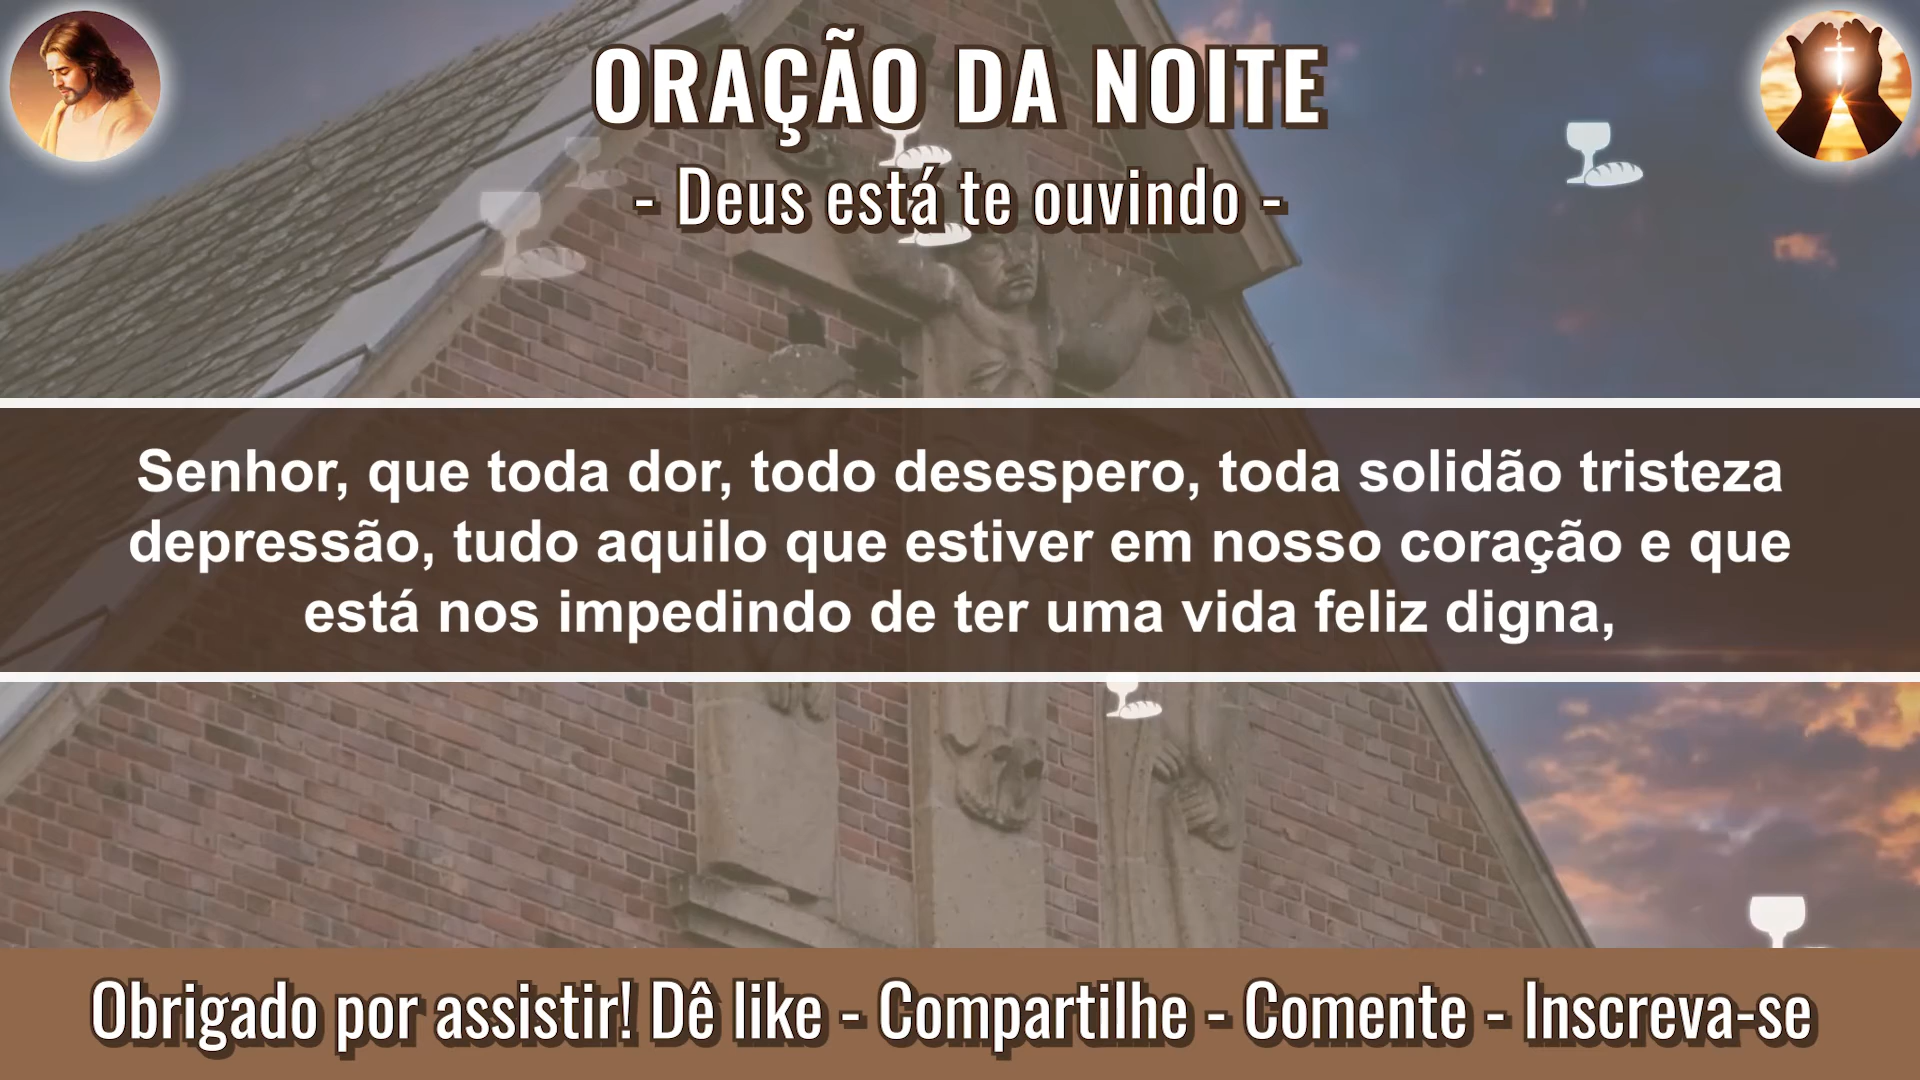 ORAÇÃO DA NOITE
- Deus está te ouvindo -
Senhor, que toda dor, todo desespero, toda solidão tristeza
depressão, tudo aquilo que estiver em nosso coração e que
está nos impedindo de ter uma vida feliz digna,
Obrigado por assistir! Dê like - Compartilhe - Comente - Inscreva-se